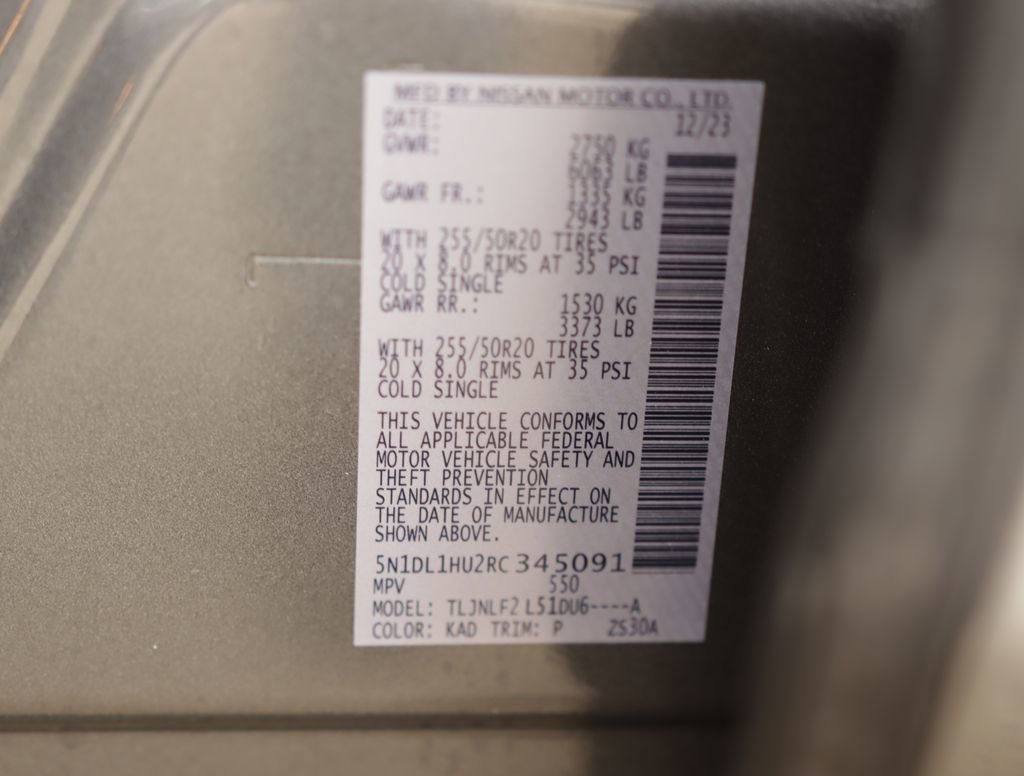 MFD BY NISSAN MOTOR CO., LTD.
DATE: 12/23
GVWR: 2750 KG
6063 LB
GAWR FR.: 1335 KG
2943 LB
WITH 255/50R20 TIRES
20 X 8.0 RIMS AT 35 PSI
COLD SINGLE
GAWR RR.: 1530 KG
3373 LB
WITH 255/50R20 TIRES
20 X 8.0 RIMS AT 35 PSI
COLD SINGLE
THIS VEHICLE CONFORMS TO
ALL APPLICABLE FEDERAL
MOTOR VEHICLE SAFETY AND
THEFT PREVENTION
STANDARDS IN EFFECT ON
THE DATE OF MANUFACTURE
SHOWN ABOVE.
5N1DL1HU2RC345091
MPV 550
MODEL: TLJNLF2 L51DU6----A
COLOR: KAD TRIM: P ZS30A